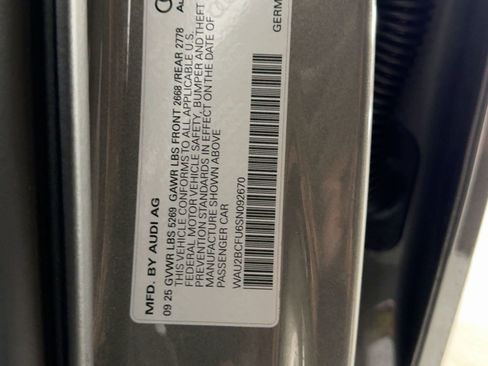 GERM
MFD. BY AUDI AG
09 25 GVWR LBS 5269 GAWR LBS FRONT 2668 /REAR 2778
THIS VEHICLE CONFORMS TO ALL APPLICABLE U.S.
FEDERAL MOTOR VEHICLE SAFETY, BUMPER AND THEFT
PREVENTION STANDARDS IN EFFECT ON THE DATE OF
MANUFACTURE SHOWN ABOVE
PASSENGER CAR
WAU2BCFU6SN092670